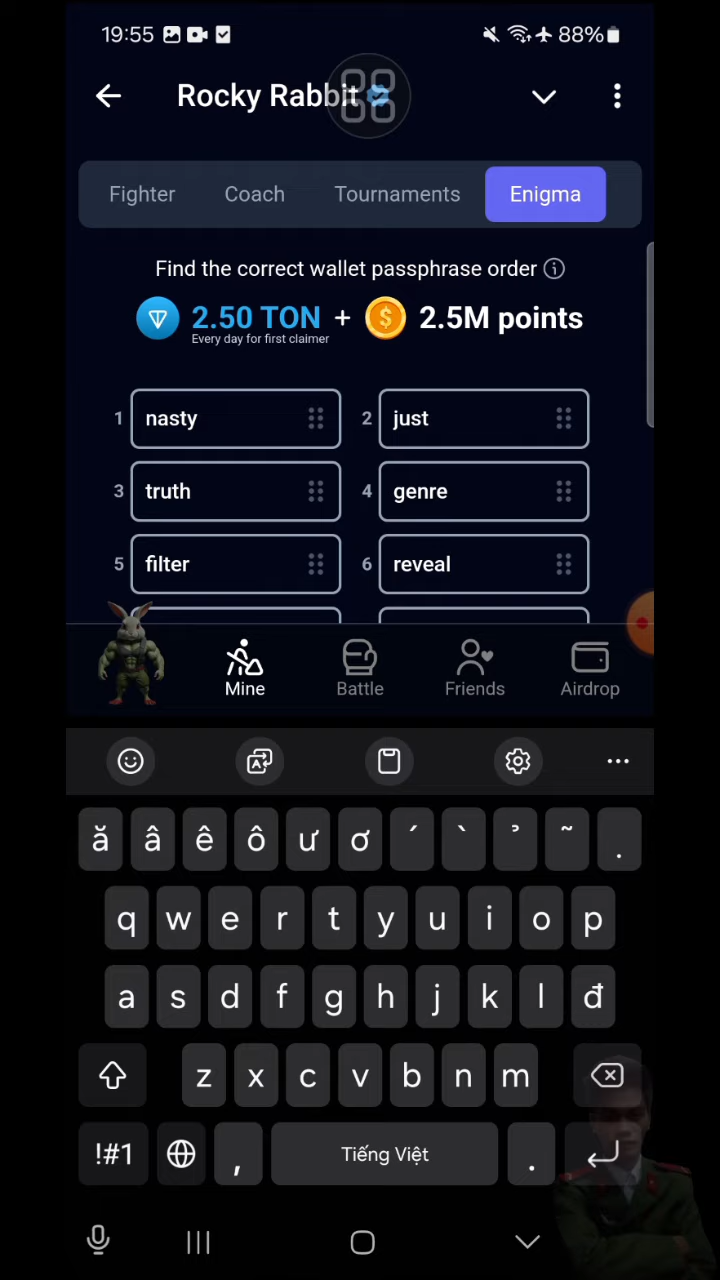 19:55 88%
Rocky Rabbit
Fighter Coach Tournaments Enigma
Find the correct wallet passphrase order
2.50 TON + 2.5M points
Every day for first claimer
1 nasty 2 just
3 truth 4 genre
5 filter 6 reveal
Mine Battle Friends Airdrop
ă â ê ô ư ơ ´ ` ̉ ~ .
q w e r t y u i o p
a s d f g h j k l đ
z x c v b n m
!#1 , Tiếng Việt .